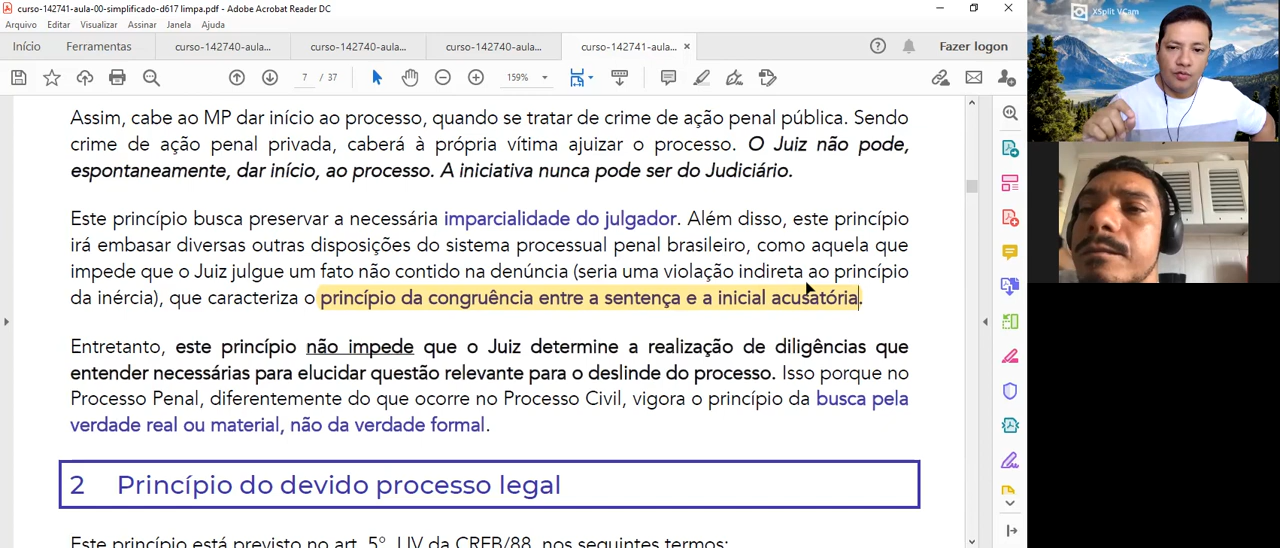 curso-142741-aula-00-simplificado-d617 limpa.pdf - Adobe Acrobat Reader DC
Arquivo Editar Visualizar Assinar Janela Ajuda
Início Ferramentas curso-142740-aula... curso-142740-aula... curso-142740-aula... curso-142741-aula... × Fazer logon
7 / 37 159%
XSplit VCam
Assim, cabe ao MP dar início ao processo, quando se tratar de crime de ação penal pública. Sendo
crime de ação penal privada, caberá à própria vítima ajuizar o processo. O Juiz não pode,
espontaneamente, dar início, ao processo. A iniciativa nunca pode ser do Judiciário.
Este princípio busca preservar a necessária imparcialidade do julgador. Além disso, este princípio
irá embasar diversas outras disposições do sistema processual penal brasileiro, como aquela que
impede que o Juiz julgue um fato não contido na denúncia (seria uma violação indireta ao princípio
da inércia), que caracteriza o princípio da congruência entre a sentença e a inicial acusatória.
Entretanto, este princípio não impede que o Juiz determine a realização de diligências que
entender necessárias para elucidar questão relevante para o deslinde do processo. Isso porque no
Processo Penal, diferentemente do que ocorre no Processo Civil, vigora o princípio da busca pela
verdade real ou material, não da verdade formal.
2 Princípio do devido processo legal
Este princípio está previsto no art. 5º, LIV da CRFB/88, nos seguintes termos: